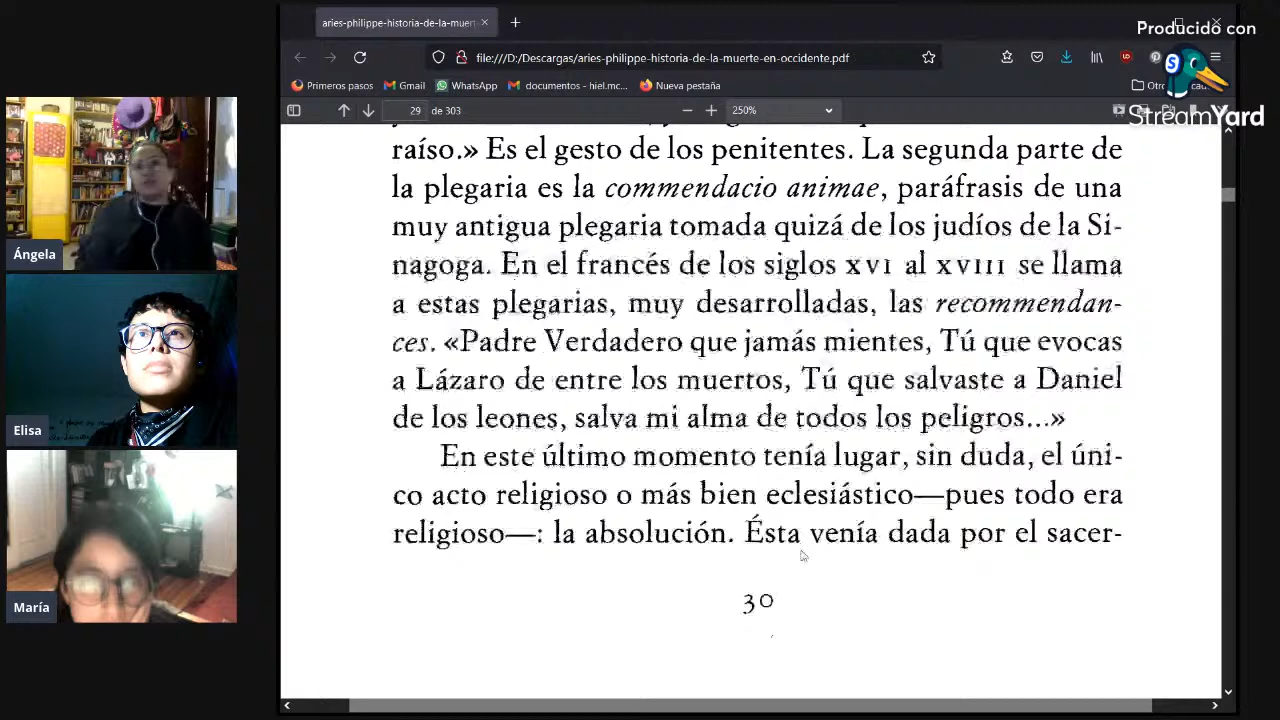 aries-philippe-historia-de-la-muert
Producido con
file:///D:/Descargas/aries-philippe-historia-de-la-muerte-en-occidente.pdf
Primeros pasos
Gmail
WhatsApp
documentos - hiel.mc...
Nueva pestaña
Otro
StreamYard
29 de 303
250%
raíso.» Es el gesto de los penitentes. La segunda parte de
la plegaria es la commendacio animae, paráfrasis de una
muy antigua plegaria tomada quizá de los judíos de la Si-
nagoga. En el francés de los siglos XVI al XVIII se llama
a estas plegarias, muy desarrolladas, las recommendan-
ces. «Padre Verdadero que jamás mientes, Tú que evocas
a Lázaro de entre los muertos, Tú que salvaste a Daniel
de los leones, salva mi alma de todos los peligros...»
En este último momento tenía lugar, sin duda, el úni-
co acto religioso o más bien eclesiástico—pues todo era
religioso—: la absolución. Ésta venía dada por el sacer-
30
Ángela
Elisa
María